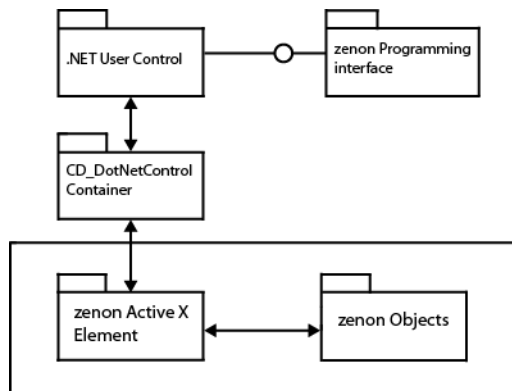 .NET User Control
zenon Programming
interface
CD_DotNetControl
Container
zenon Active X
Element
zenon Objects